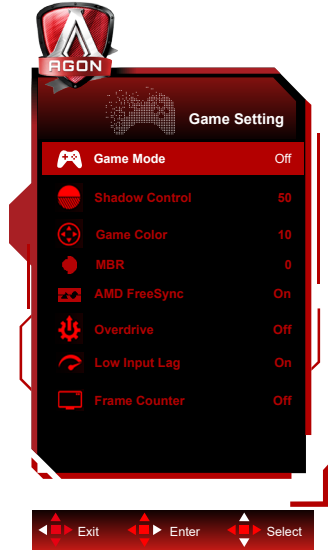 AGON
Game Setting
Game Mode Off
Shadow Control 50
Game Color 10
MBR 0
AMD FreeSync On
Overdrive Off
Low Input Lag On
Frame Counter Off
Exit Enter Select